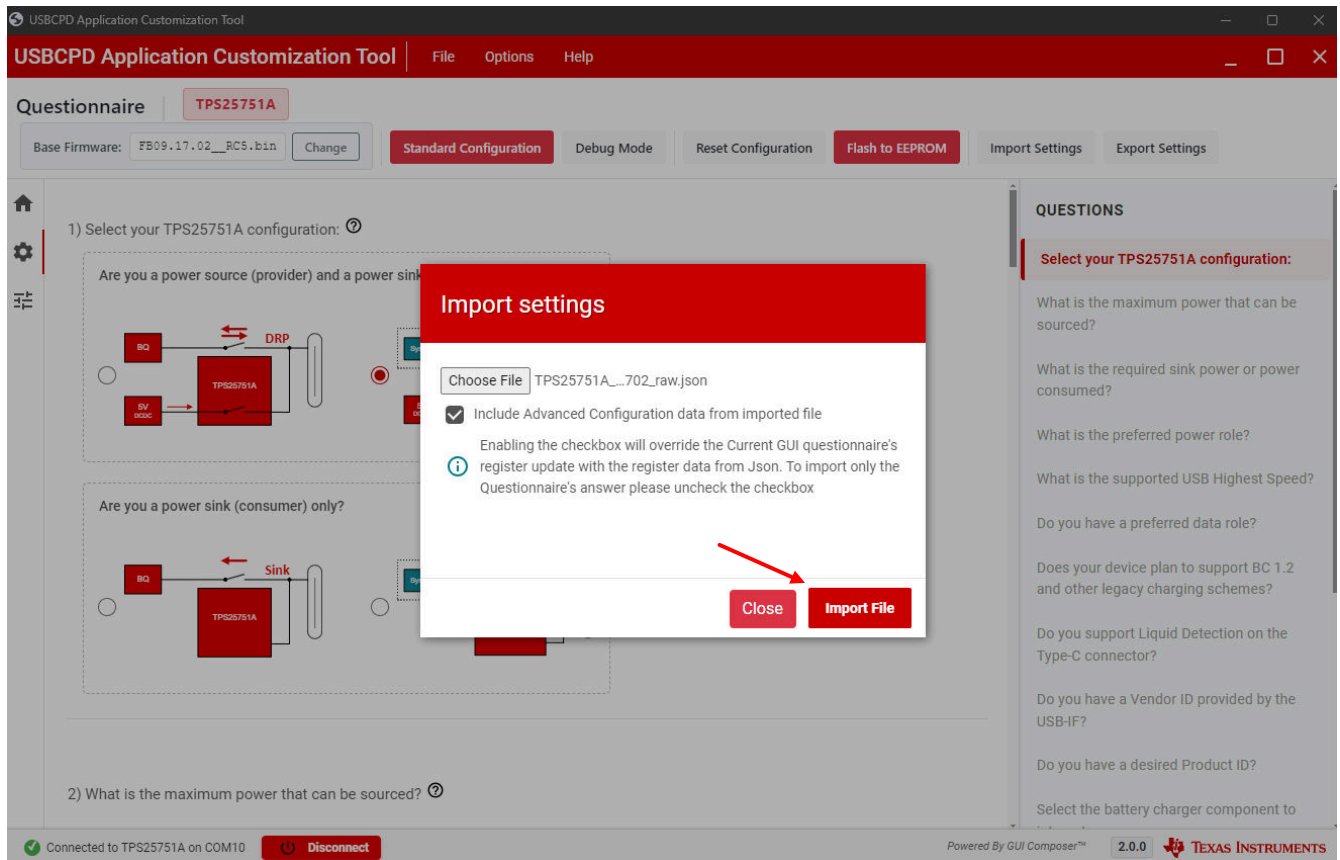 USBCPD Application Customization Tool
USBCPD Application Customization Tool File Options Help
Questionnaire TPS25751A
Base Firmware: FB09.17.02__RC5.bin Change Standard Configuration Debug Mode Reset Configuration Flash to EEPROM Import Settings Export Settings
1) Select your TPS25751A configuration:
Are you a power source (provider) and a power sink
BQ
DRP
TPS25751A
5V
DCDC
Are you a power sink (consumer) only?
BQ
Sink
TPS25751A
2) What is the maximum power that can be sourced?
Import settings
Choose File TPS25751A_...702_raw.json
Include Advanced Configuration data from imported file
Enabling the checkbox will override the Current GUI questionnaire's
register update with the register data from Json. To import only the
Questionnaire's answer please uncheck the checkbox
Close Import File
QUESTIONS
Select your TPS25751A configuration:
What is the maximum power that can be
sourced?
What is the required sink power or power
consumed?
What is the preferred power role?
What is the supported USB Highest Speed?
Do you have a preferred data role?
Does your device plan to support BC 1.2
and other legacy charging schemes?
Do you support Liquid Detection on the
Type-C connector?
Do you have a Vendor ID provided by the
USB-IF?
Do you have a desired Product ID?
Select the battery charger component to
Connected to TPS25751A on COM10 Disconnect
Powered By GUI Composer™ 2.0.0 TEXAS INSTRUMENTS